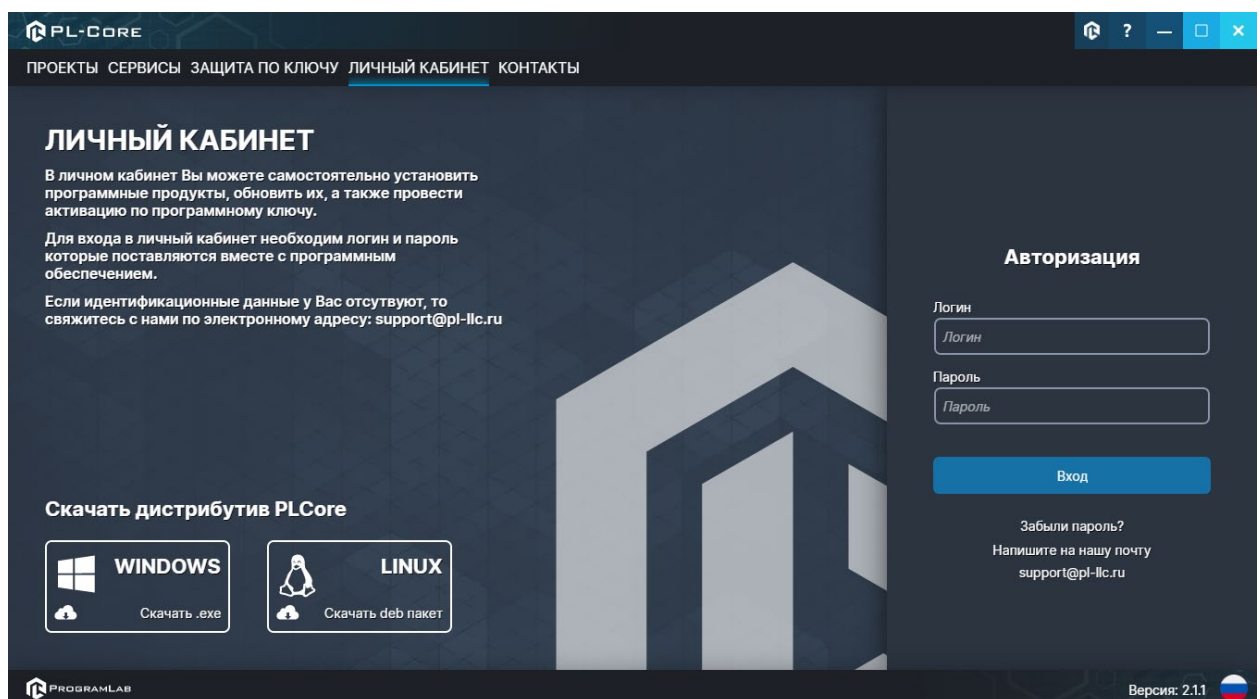 PL-CORE
?
ПРОЕКТЫ СЕРВИСЫ ЗАЩИТА ПО КЛЮЧУ ЛИЧНЫЙ КАБИНЕТ КОНТАКТЫ
ЛИЧНЫЙ КАБИНЕТ
В личном кабинет Вы можете самостоятельно установить
программные продукты, обновить их, а также провести
активацию по программному ключу.
Для входа в личный кабинет необходим логин и пароль
которые поставляются вместе с программным
обеспечением.
Если идентификационные данные у Вас отсутвуют, то
свяжитесь с нами по электронному адресу: support@pl-llc.ru
Скачать дистрибутив PLCore
WINDOWS
Скачать .exe
LINUX
Скачать deb пакет
Авторизация
Логин
Логин
Пароль
Пароль
Вход
Забыли пароль?
Напишите на нашу почту
support@pl-llc.ru
PROGRAMLAB
Версия: 2.1.1